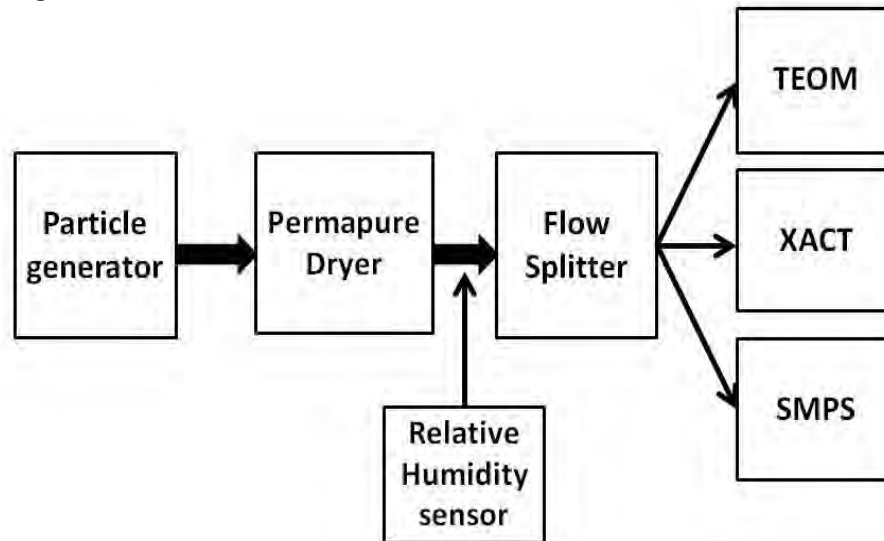 Particle
generator
Permapure
Dryer
Flow
Splitter
TEOM
XACT
SMPS
Relative
Humidity
sensor